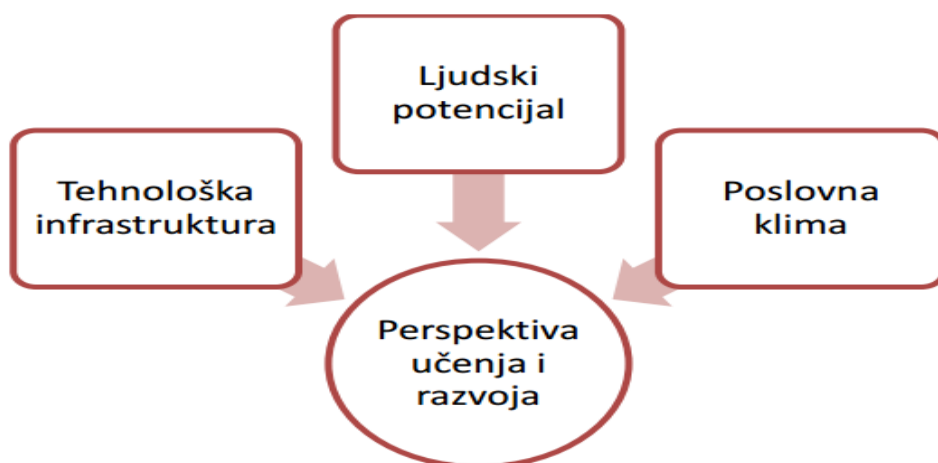 Ljudski
potencijal
Tehnološka
infrastruktura
Poslovna
klima
Perspektiva
učenja i
razvoja